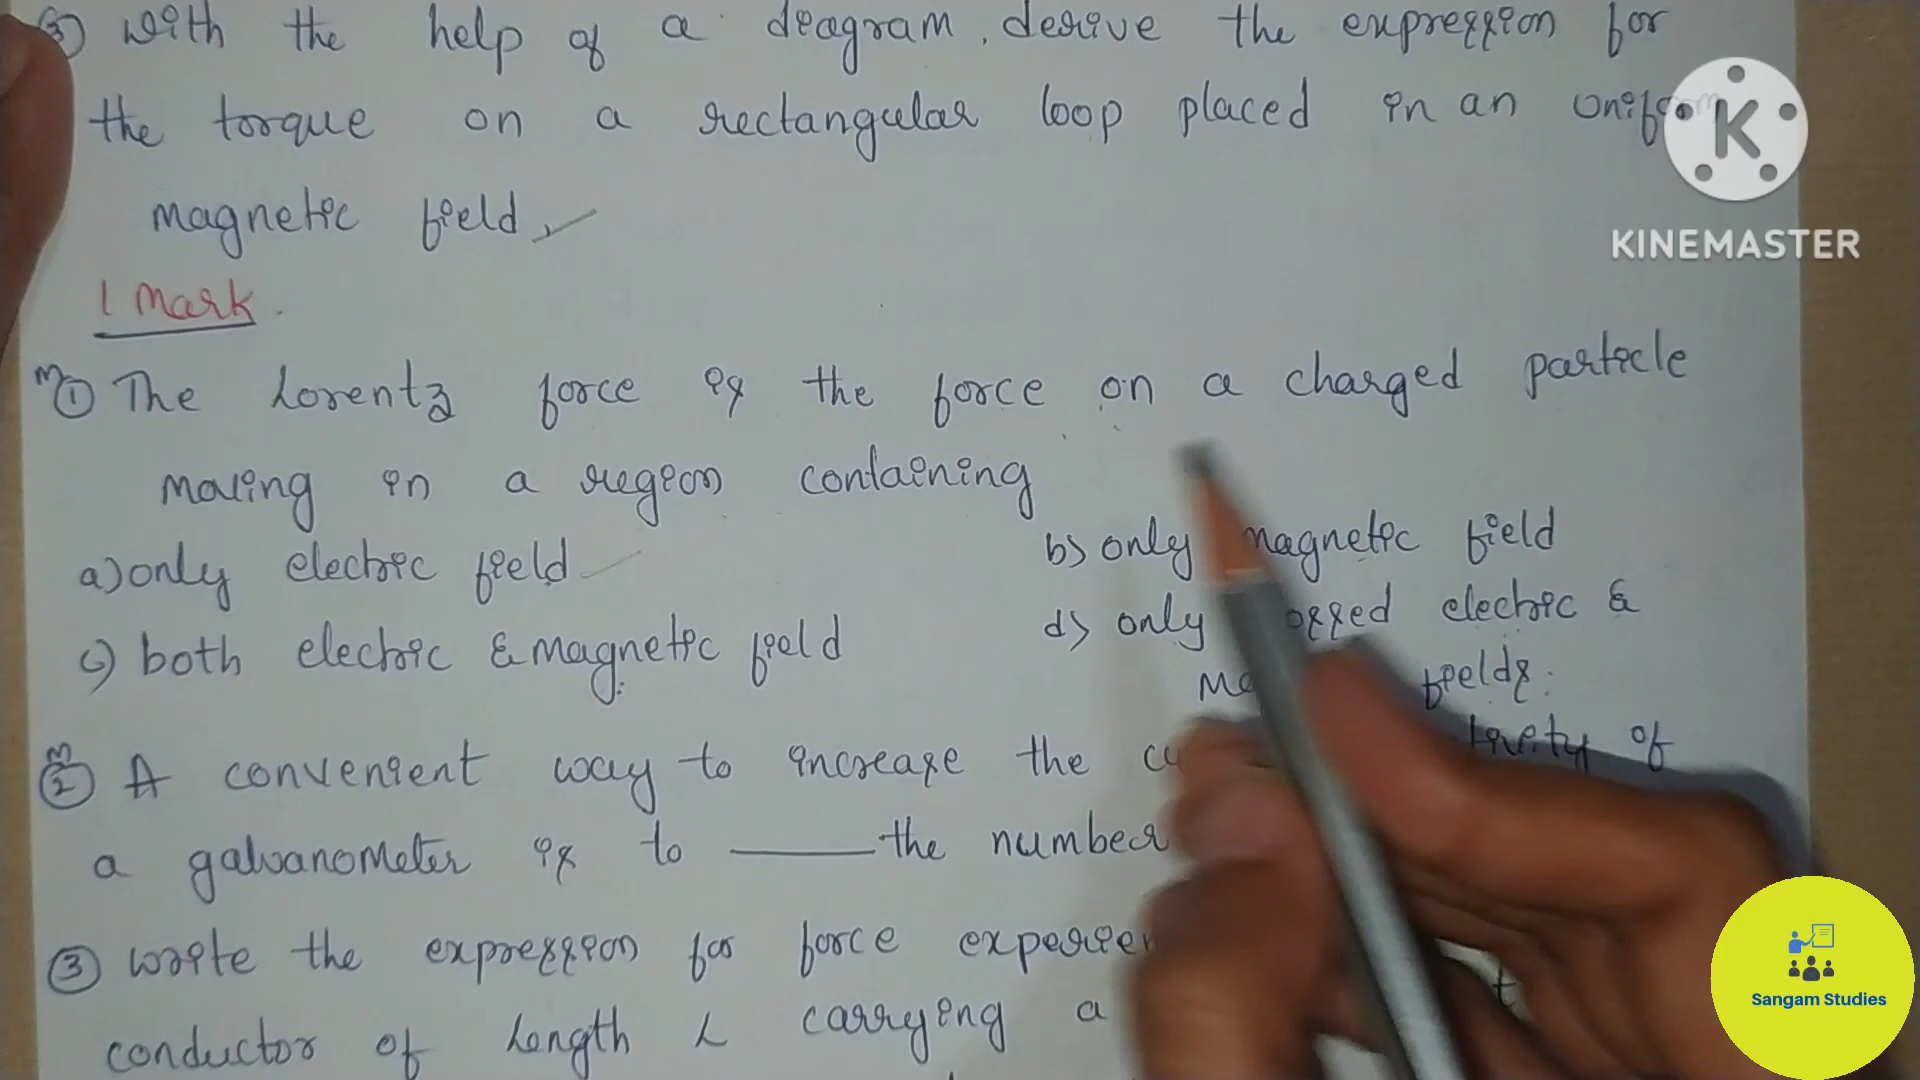 ③ With the help of a diagram, derive the expression for
the torque on a rectangular loop placed in an
magnetic field.
1 Mark.
M① The Lorentz force is the force on a charged particle
moving in a region containing
a) only electric field
b) only magnetic field
c) both electric & magnetic field
d) only electric &
fields.
M② A convenient way to increase the of
a galvanometer is to ——— the number
③ Write the expression for force
conductor of length L carrying a
KINEMASTER
Sangam Studies